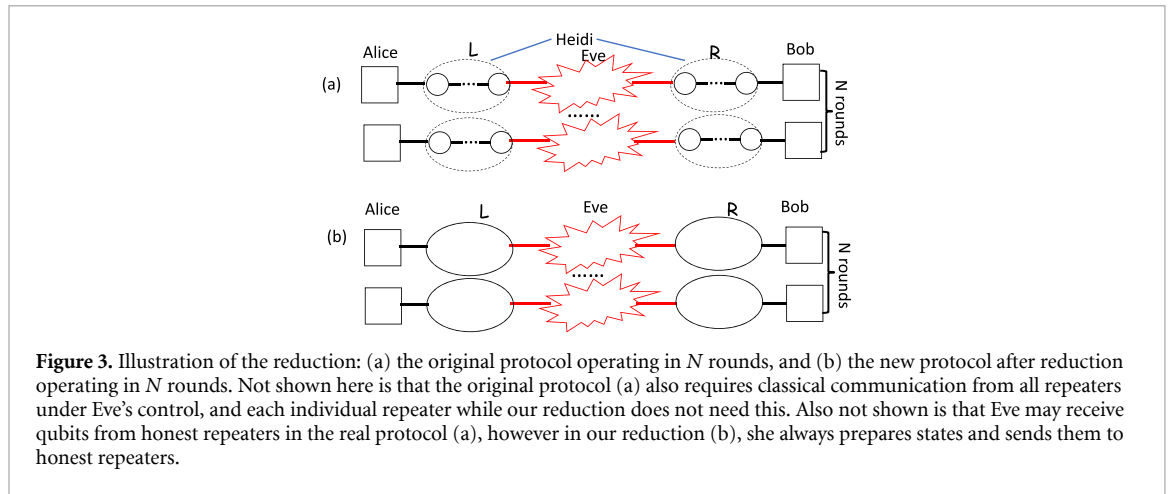 Heidi
Alice L Eve R Bob
(a)
N rounds
......
Alice L Eve R Bob
(b)
N rounds
......
Figure 3. Illustration of the reduction: (a) the original protocol operating in N rounds, and (b) the new protocol after reduction
operating in N rounds. Not shown here is that the original protocol (a) also requires classical communication from all repeaters
under Eve's control, and each individual repeater while our reduction does not need this. Also not shown is that Eve may receive
qubits from honest repeaters in the real protocol (a), however in our reduction (b), she always prepares states and sends them to
honest repeaters.